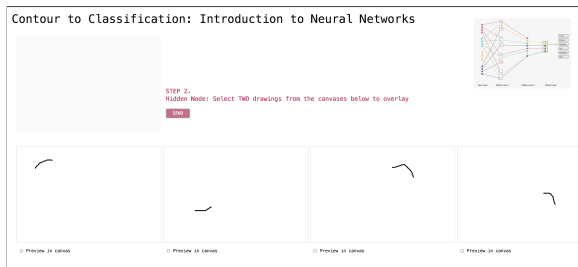 Contour to Classification: Introduction to Neural Networks
STEP 2.
Hidden Node: Select TWO drawings from the canvases below to overlay
SEND
Preview in canvas
Preview in canvas
Preview in canvas
Preview in canvas